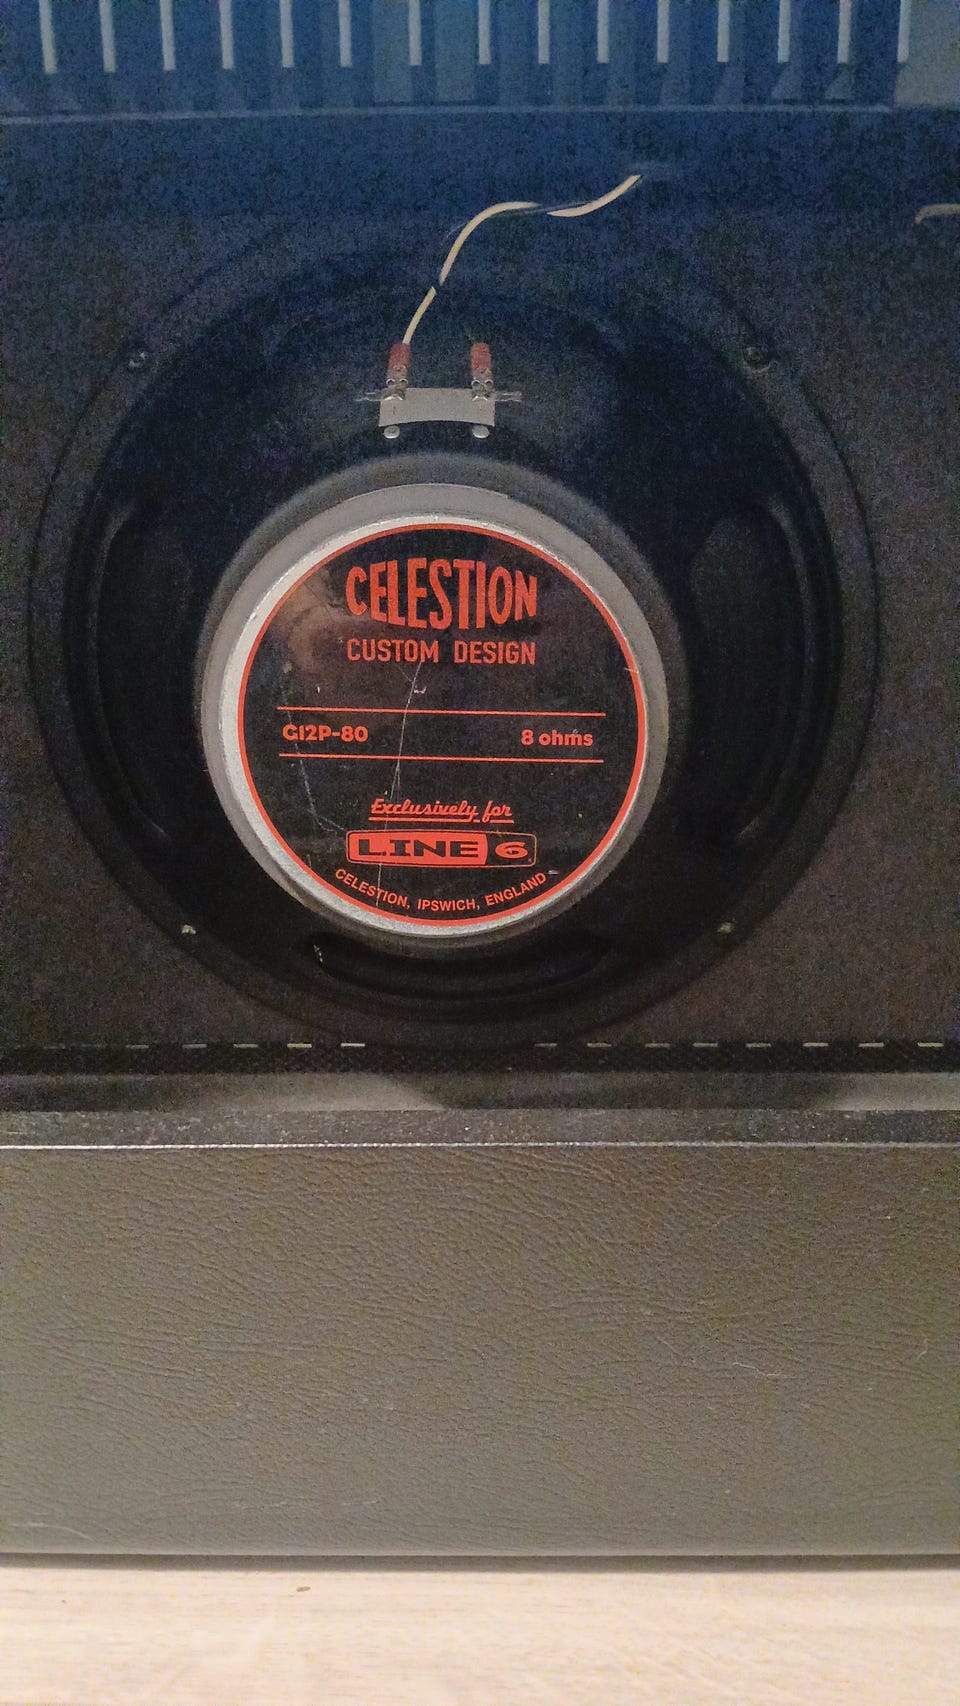 CELESTION
CUSTOM DESIGN
G12P-80 8 ohms
Exclusively for
LINE 6
CELESTION, IPSWICH, ENGLAND